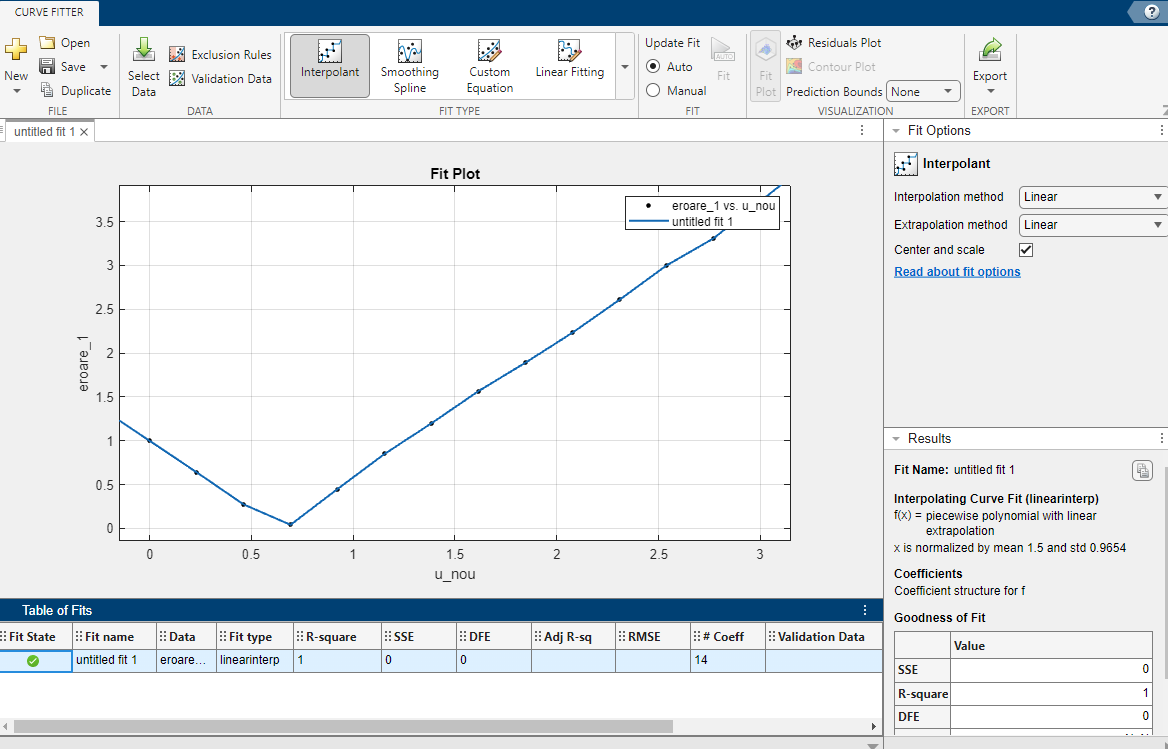 CURVE FITTER
?
New
Open
Save
Duplicate
FILE
Select
Data
Exclusion Rules
Validation Data
DATA
Interpolant
Smoothing
Spline
Custom
Equation
Linear Fitting
FIT TYPE
Update Fit
Auto
Manual
AUTO
Fit
FIT
Fit
Plot
Residuals Plot
Contour Plot
Prediction Bounds None
VISUALIZATION
Export
EXPORT
untitled fit 1
Fit Plot
eroare_1 vs. u_nou
untitled fit 1
3.5
3
2.5
2
1.5
1
0.5
0
eroare_1
0 0.5 1 1.5 2 2.5 3
u_nou
Table of Fits
Fit State Fit name Data Fit type R-square SSE DFE Adj R-sq RMSE # Coeff Validation Data
untitled fit 1 eroare... linearinterp 1 0 0 14
Fit Options
Interpolant
Interpolation method Linear
Extrapolation method Linear
Center and scale
Read about fit options
Results
Fit Name: untitled fit 1
Interpolating Curve Fit (linearinterp)
f(x) = piecewise polynomial with linear
extrapolation
x is normalized by mean 1.5 and std 0.9654
Coefficients
Coefficient structure for f
Goodness of Fit
Value
SSE 0
R-square 1
DFE 0